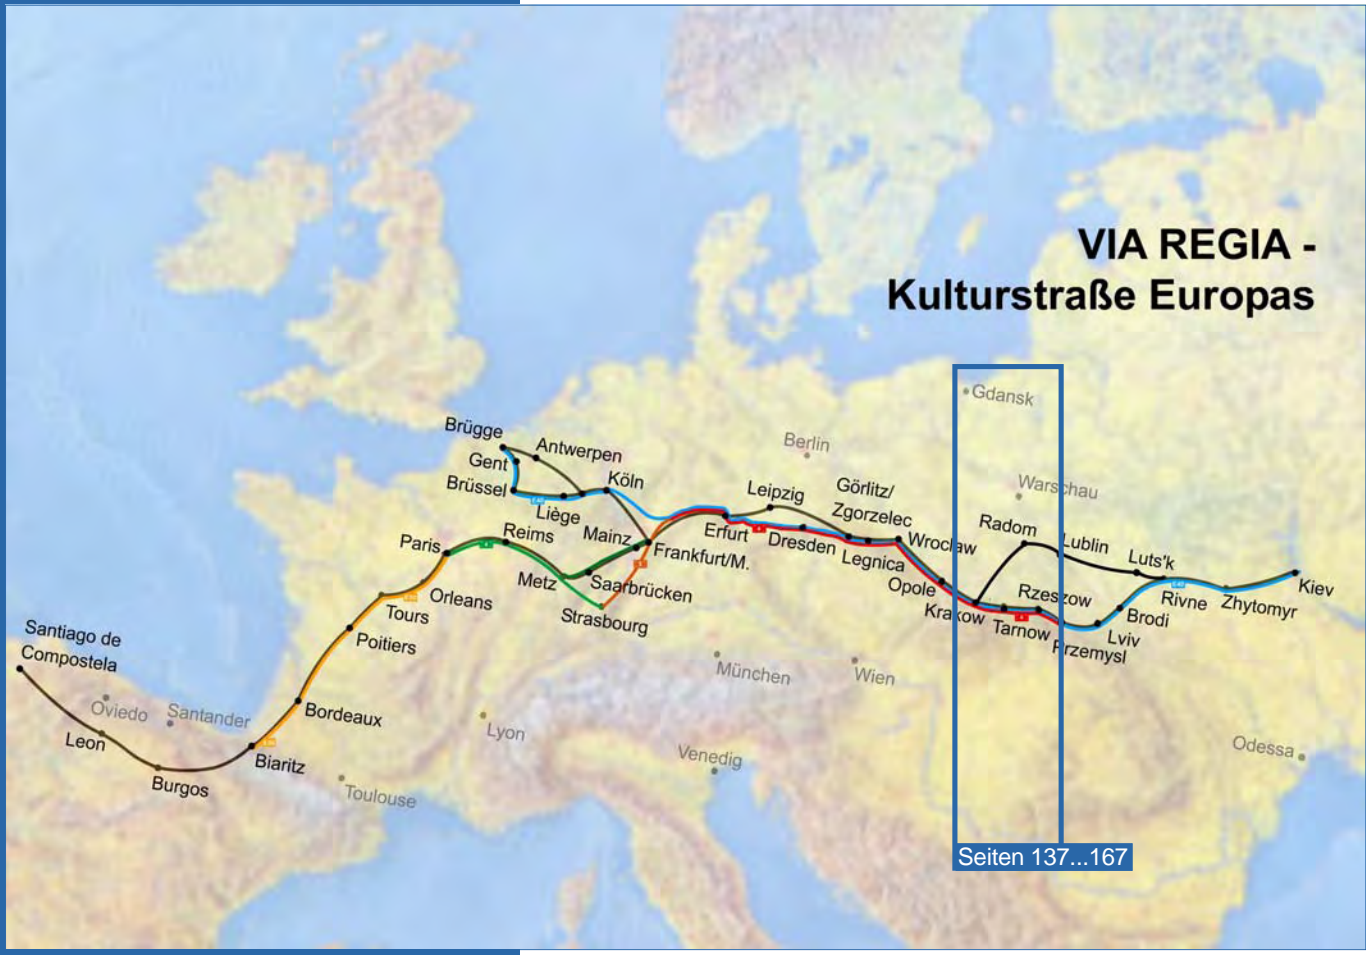 VIA REGIA -
Kulturstraße Europas
Gdansk
Berlin
Warschau
Brügge
Antwerpen
Gent
Köln
Brüssel
Liège
Leipzig
Görlitz/
Zgorzelec
Radom
Lublin
Luts'k
Paris
Reims
Mainz
Frankfurt/M.
Erfurt
Dresden
Legnica
Wrocław
Kiev
Metz
Saarbrücken
Opole
Rzeszow
Rivne
Zhytomyr
Orleans
Tours
Strasbourg
Krakow
Tarnow
Brodi
Lviv
Przemysl
Santiago de
Compostela
Poitiers
München
Wien
Oviedo
Santander
Bordeaux
Lyon
Leon
Biaritz
Venedig
Odessa
Burgos
Toulouse
Seiten 137...167